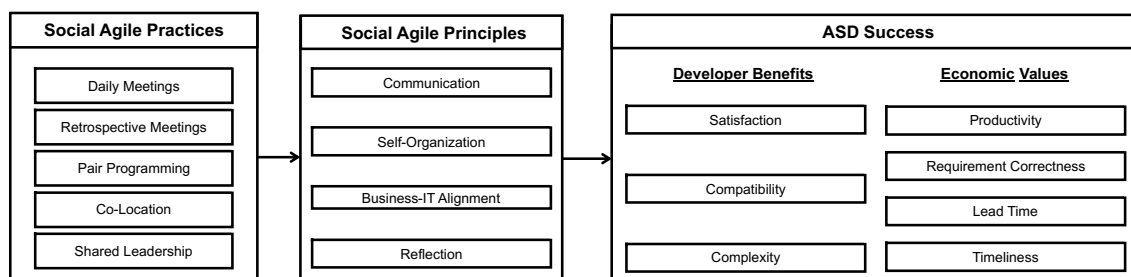 Social Agile Practices
Daily Meetings
Retrospective Meetings
Pair Programming
Co-Location
Shared Leadership
Social Agile Principles
Communication
Self-Organization
Business-IT Alignment
Reflection
ASD Success
Developer Benefits
Satisfaction
Compatibility
Complexity
Economic Values
Productivity
Requirement Correctness
Lead Time
Timeliness